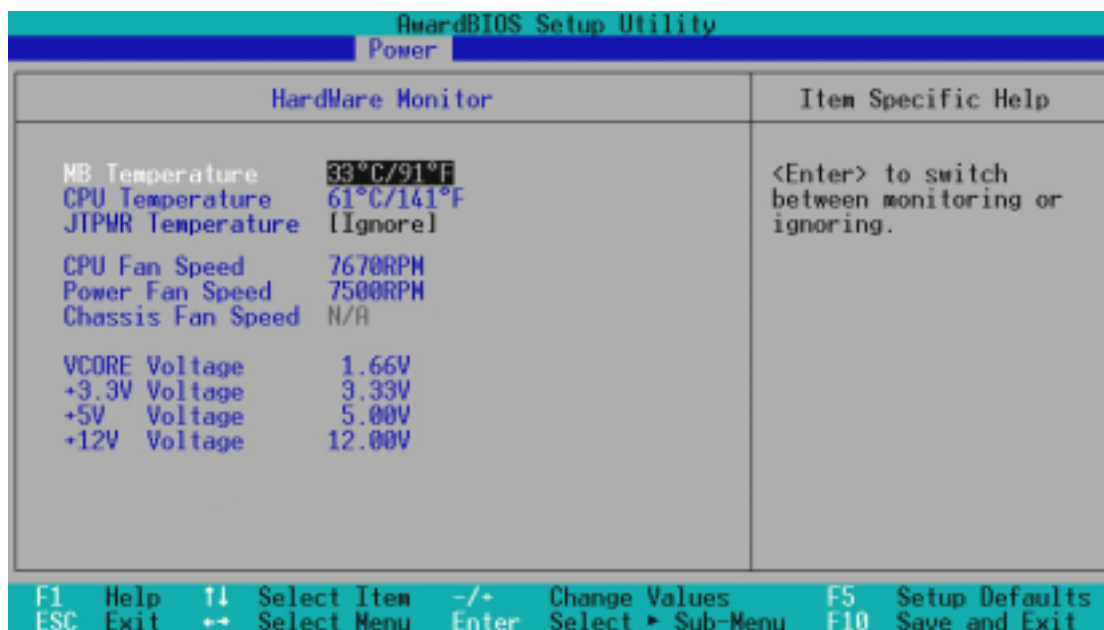 AwardBIOS Setup Utility
Power
HardWare Monitor
Item Specific Help
MB Temperature 33°C/91°F
CPU Temperature 61°C/141°F
JTPWR Temperature [Ignore]
CPU Fan Speed 7670RPM
Power Fan Speed 7500RPM
Chassis Fan Speed N/A
VCORE Voltage 1.66V
+3.3V Voltage 3.33V
+5V Voltage 5.00V
+12V Voltage 12.00V
<Enter> to switch
between monitoring or
ignoring.
F1 Help ↑↓ Select Item -/+ Change Values F5 Setup Defaults
ESC Exit ←→ Select Menu Enter Select ► Sub-Menu F10 Save and Exit